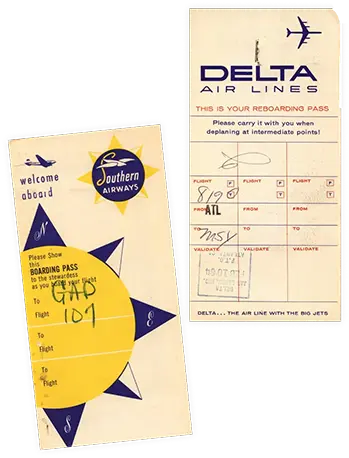 DELTA
AIR LINES
THIS IS YOUR REBOARDING PASS
Please carry it with you when
deplaning at intermediate points!
FLIGHT F FLIGHT F FLIGHT F
819 Y Y Y
FROM ATL FROM FROM
TO MSY TO TO
VALIDATE VALIDATE VALIDATE
DELTA... THE AIR LINE WITH THE BIG JETS
welcome
aboard
Southern
AIRWAYS
N
Please Show
this
BOARDING PASS
to the stewardess
as you board your flight
To GAD
Flight 107
To
Flight
To
Flight
E
S